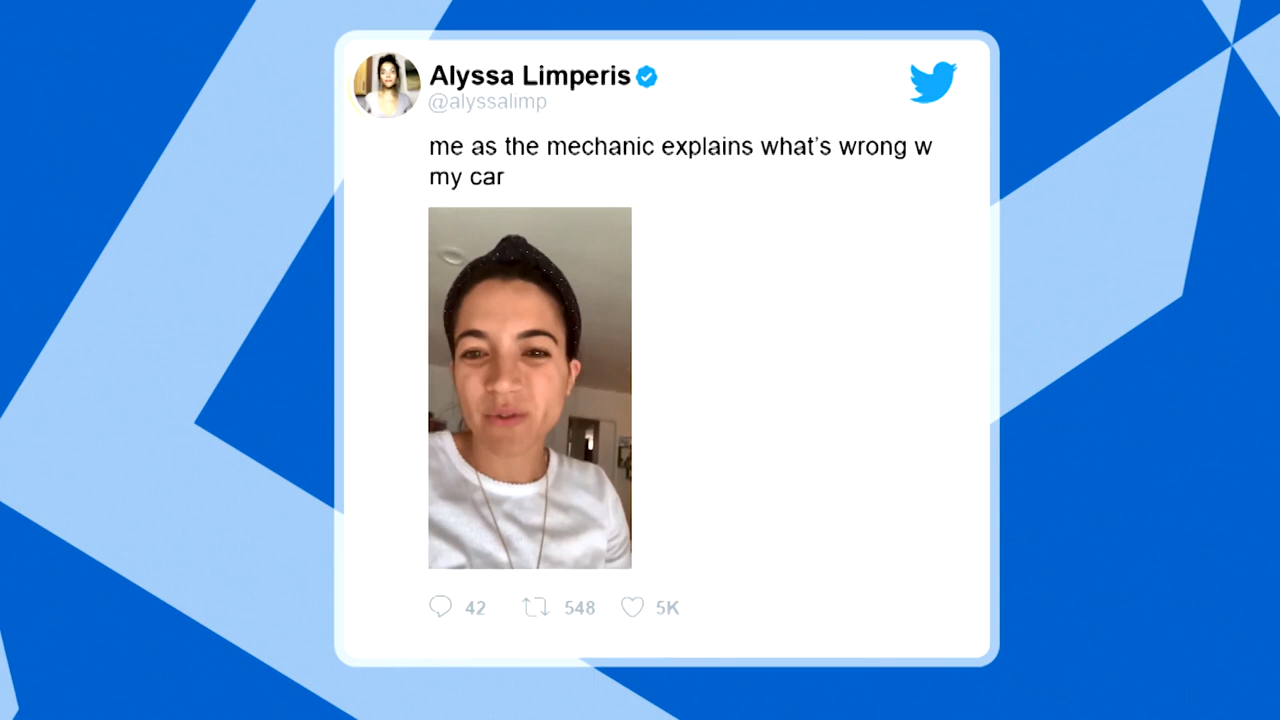 Alyssa Limperis
@alyssalimp
me as the mechanic explains what's wrong w
my car
42 548 5K